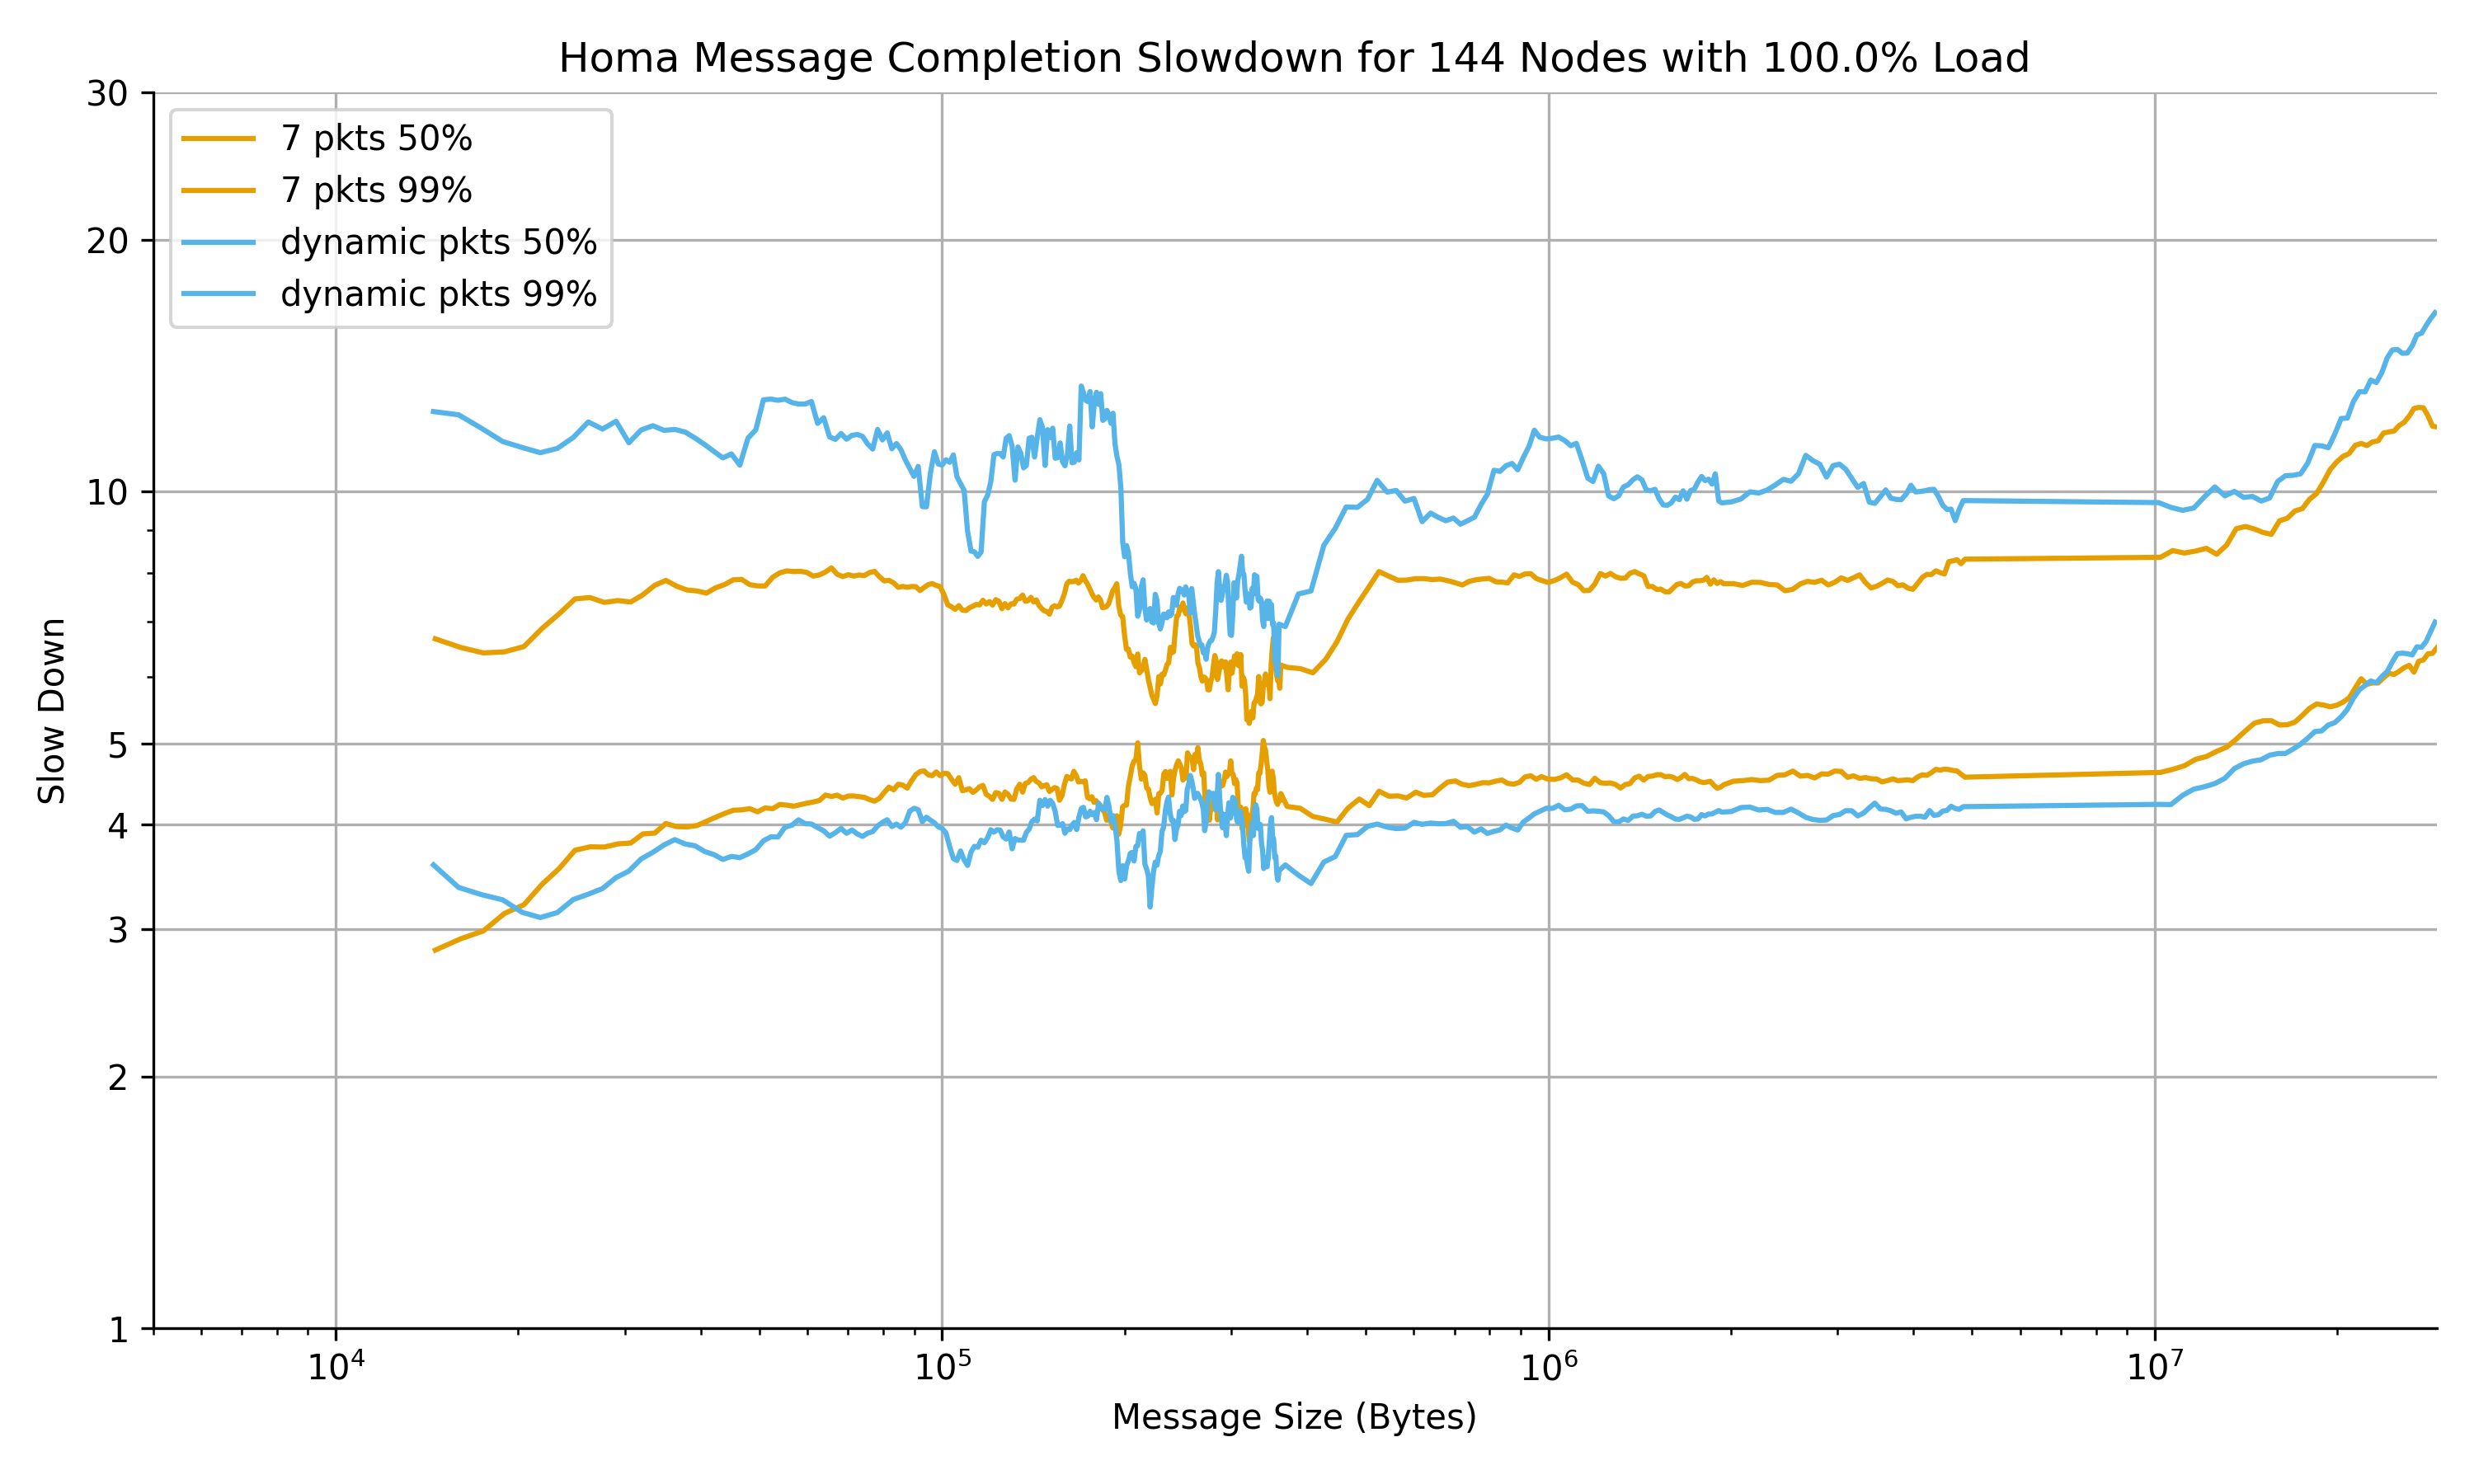 Homa Message Completion Slowdown for 144 Nodes with 100.0% Load
7 pkts 50%
7 pkts 99%
dynamic pkts 50%
dynamic pkts 99%
30
20
10
5
4
3
2
1
Slow Down
10⁴ 10⁵ 10⁶ 10⁷
Message Size (Bytes)